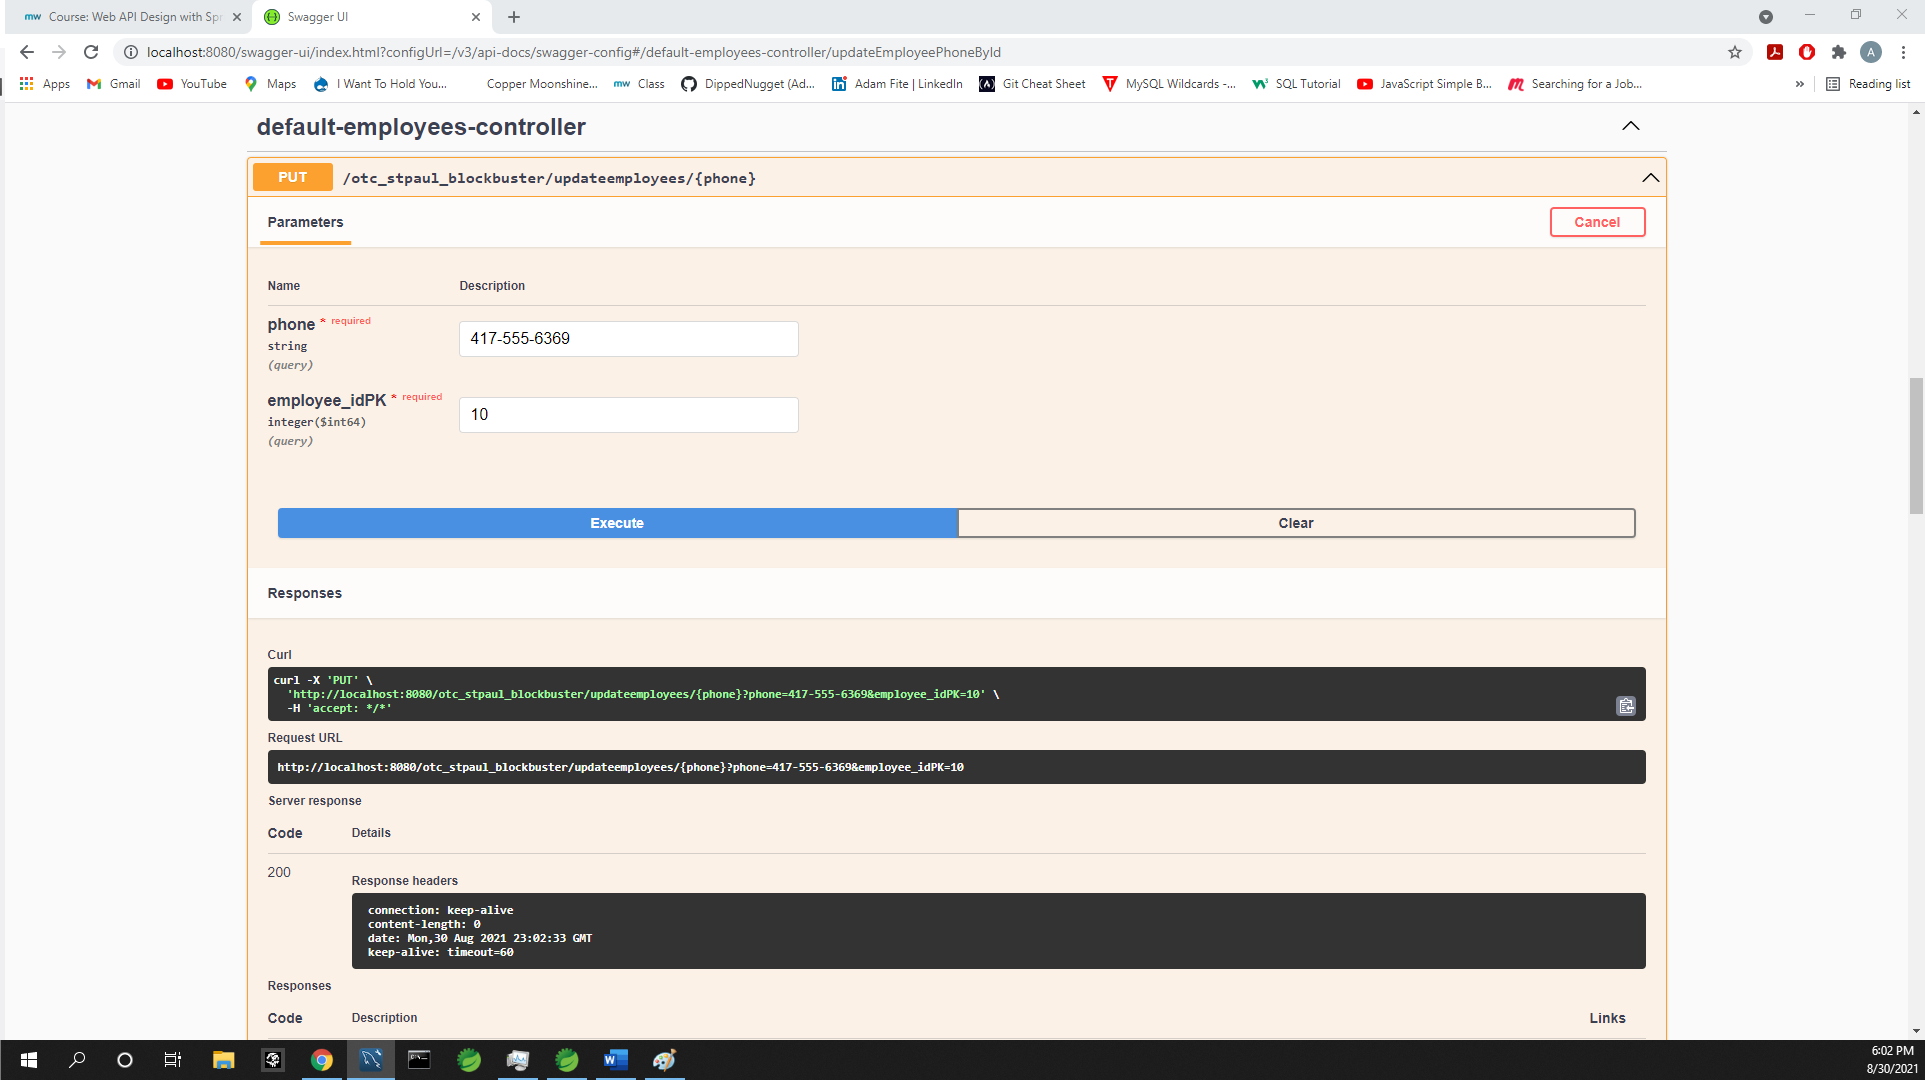 mw Course: Web API Design with Spr
Swagger UI
localhost:8080/swagger-ui/index.html?configUrl=/v3/api-docs/swagger-config#/default-employees-controller/updateEmployeePhoneById
A
Apps Gmail YouTube Maps I Want To Hold You... Copper Moonshine... mw Class DippedNugget (Ad... in Adam Fite | LinkedIn (A) Git Cheat Sheet MySQL Wildcards -... SQL Tutorial JavaScript Simple B... Searching for a Job... » Reading list
default-employees-controller
PUT /otc_stpaul_blockbuster/updateemployees/{phone}
Parameters
Cancel
Name Description
phone * required
string
(query)
417-555-6369
employee_idPK * required
integer($int64)
(query)
10
Execute Clear
Responses
Curl
curl -X 'PUT' \
'http://localhost:8080/otc_stpaul_blockbuster/updateemployees/{phone}?phone=417-555-6369&employee_idPK=10' \
-H 'accept: */*'
Request URL
http://localhost:8080/otc_stpaul_blockbuster/updateemployees/{phone}?phone=417-555-6369&employee_idPK=10
Server response
Code Details
200
Response headers
connection: keep-alive
content-length: 0
date: Mon,30 Aug 2021 23:02:33 GMT
keep-alive: timeout=60
Responses
Code Description Links
6:02 PM
8/30/2021